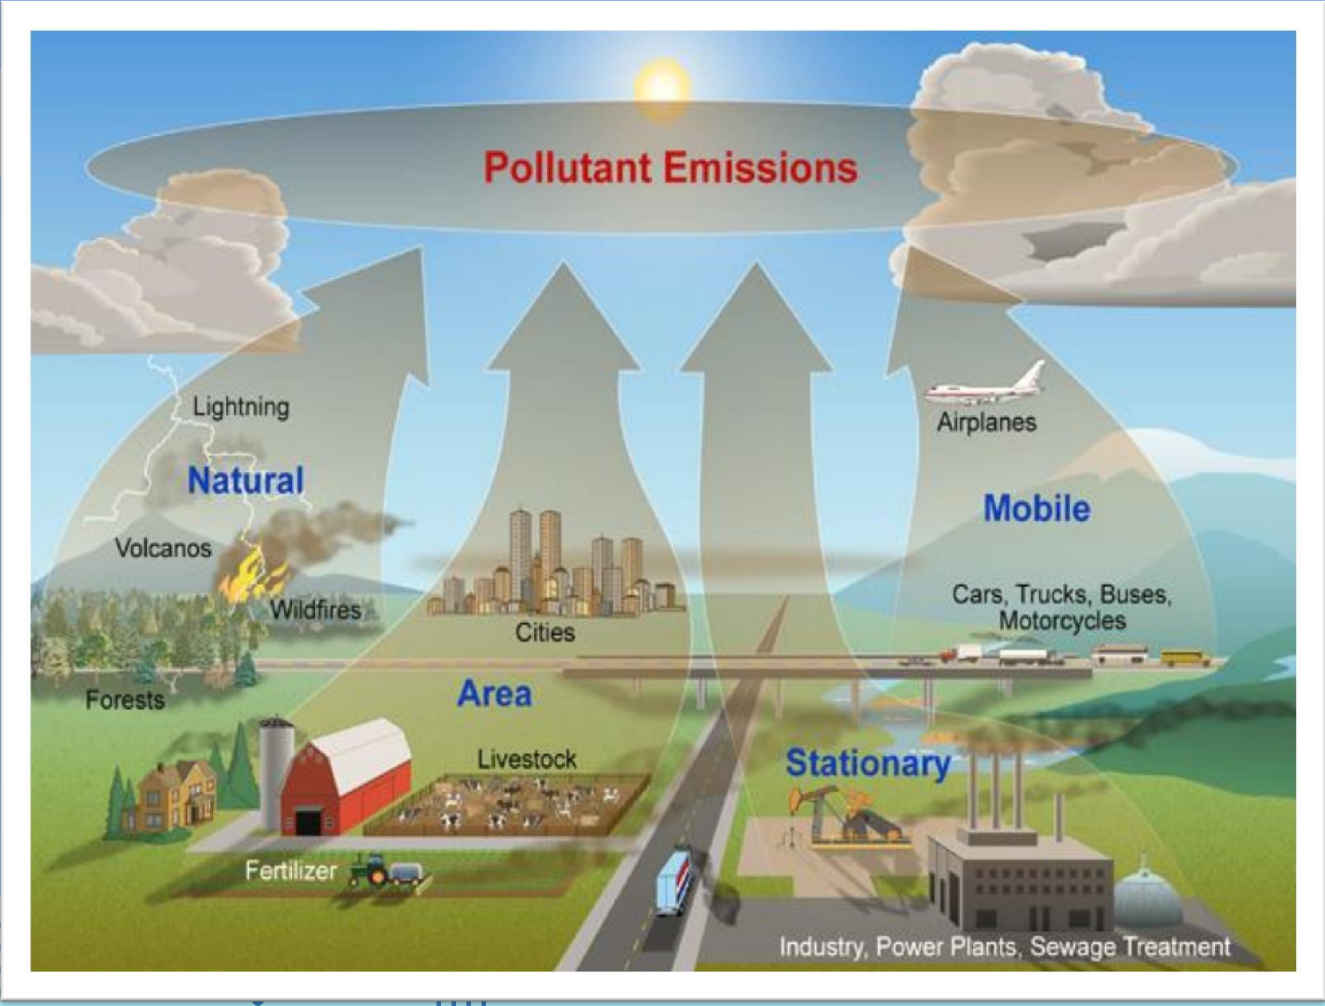 Pollutant Emissions
Lightning
Natural
Volcanos
Wildfires
Forests
Cities
Area
Livestock
Fertilizer
Airplanes
Mobile
Cars, Trucks, Buses,
Motorcycles
Stationary
Industry, Power Plants, Sewage Treatment